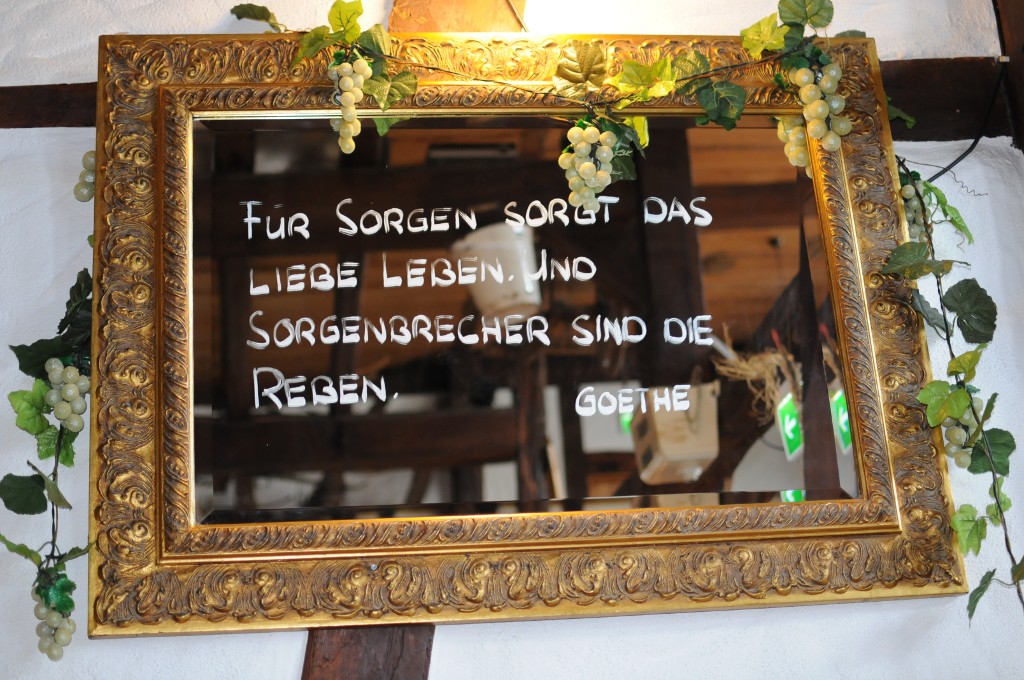 FÜR SORGEN SORGT DAS
LIEBE LEBEN. UND
SORGENBRECHER SIND DIE
REBEN.
GOETHE